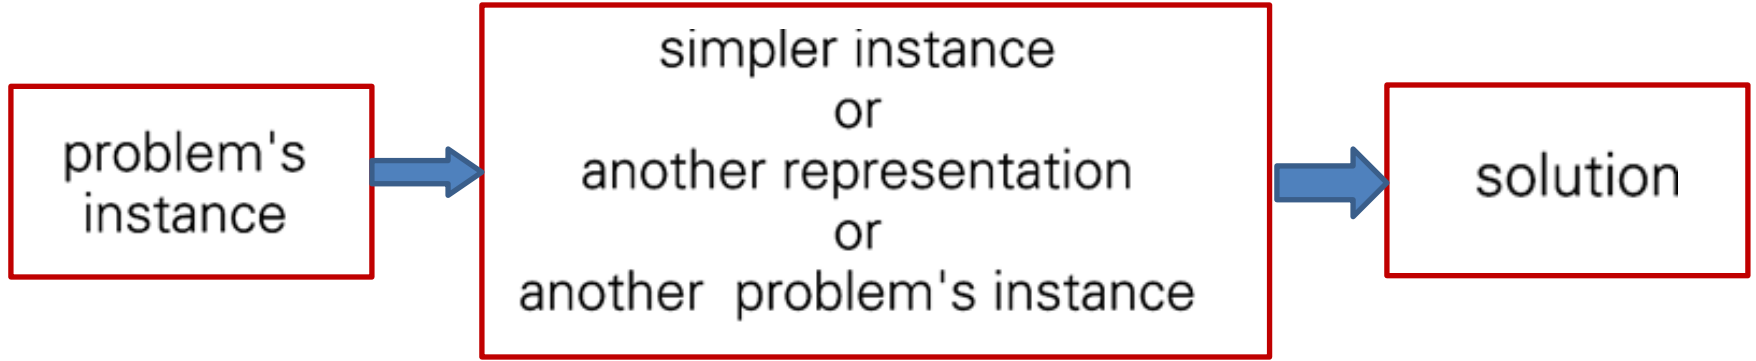 problem's
instance
simpler instance
or
another representation
or
another problem's instance
solution